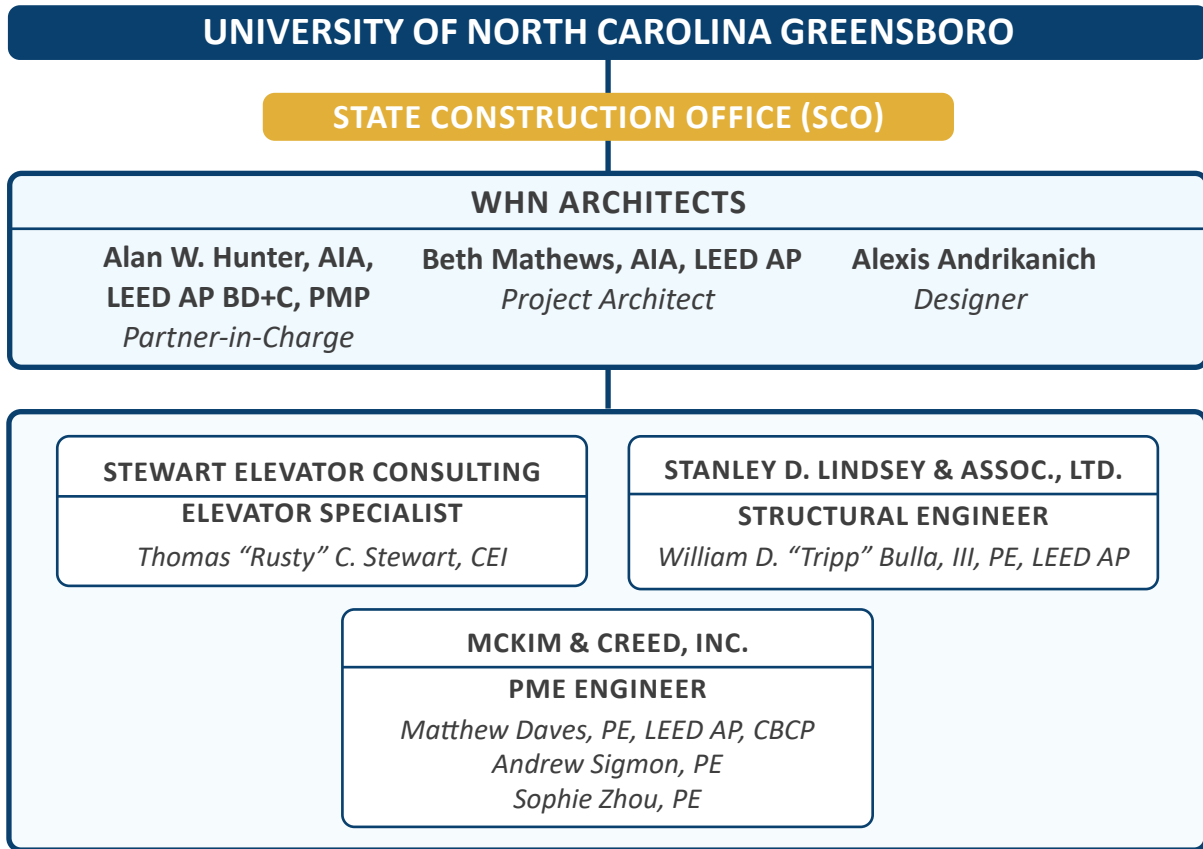 UNIVERSITY OF NORTH CAROLINA GREENSBORO
STATE CONSTRUCTION OFFICE (SCO)
WHN ARCHITECTS
Alan W. Hunter, AIA,
LEED AP BD+C, PMP
Partner-in-Charge
Beth Mathews, AIA, LEED AP
Project Architect
Alexis Andrikanich
Designer
STEWART ELEVATOR CONSULTING
ELEVATOR SPECIALIST
Thomas “Rusty” C. Stewart, CEI
STANLEY D. LINDSEY & ASSOC., LTD.
STRUCTURAL ENGINEER
William D. “Tripp” Bulla, III, PE, LEED AP
MCKIM & CREED, INC.
PME ENGINEER
Matthew Daves, PE, LEED AP, CBCP
Andrew Sigmon, PE
Sophie Zhou, PE